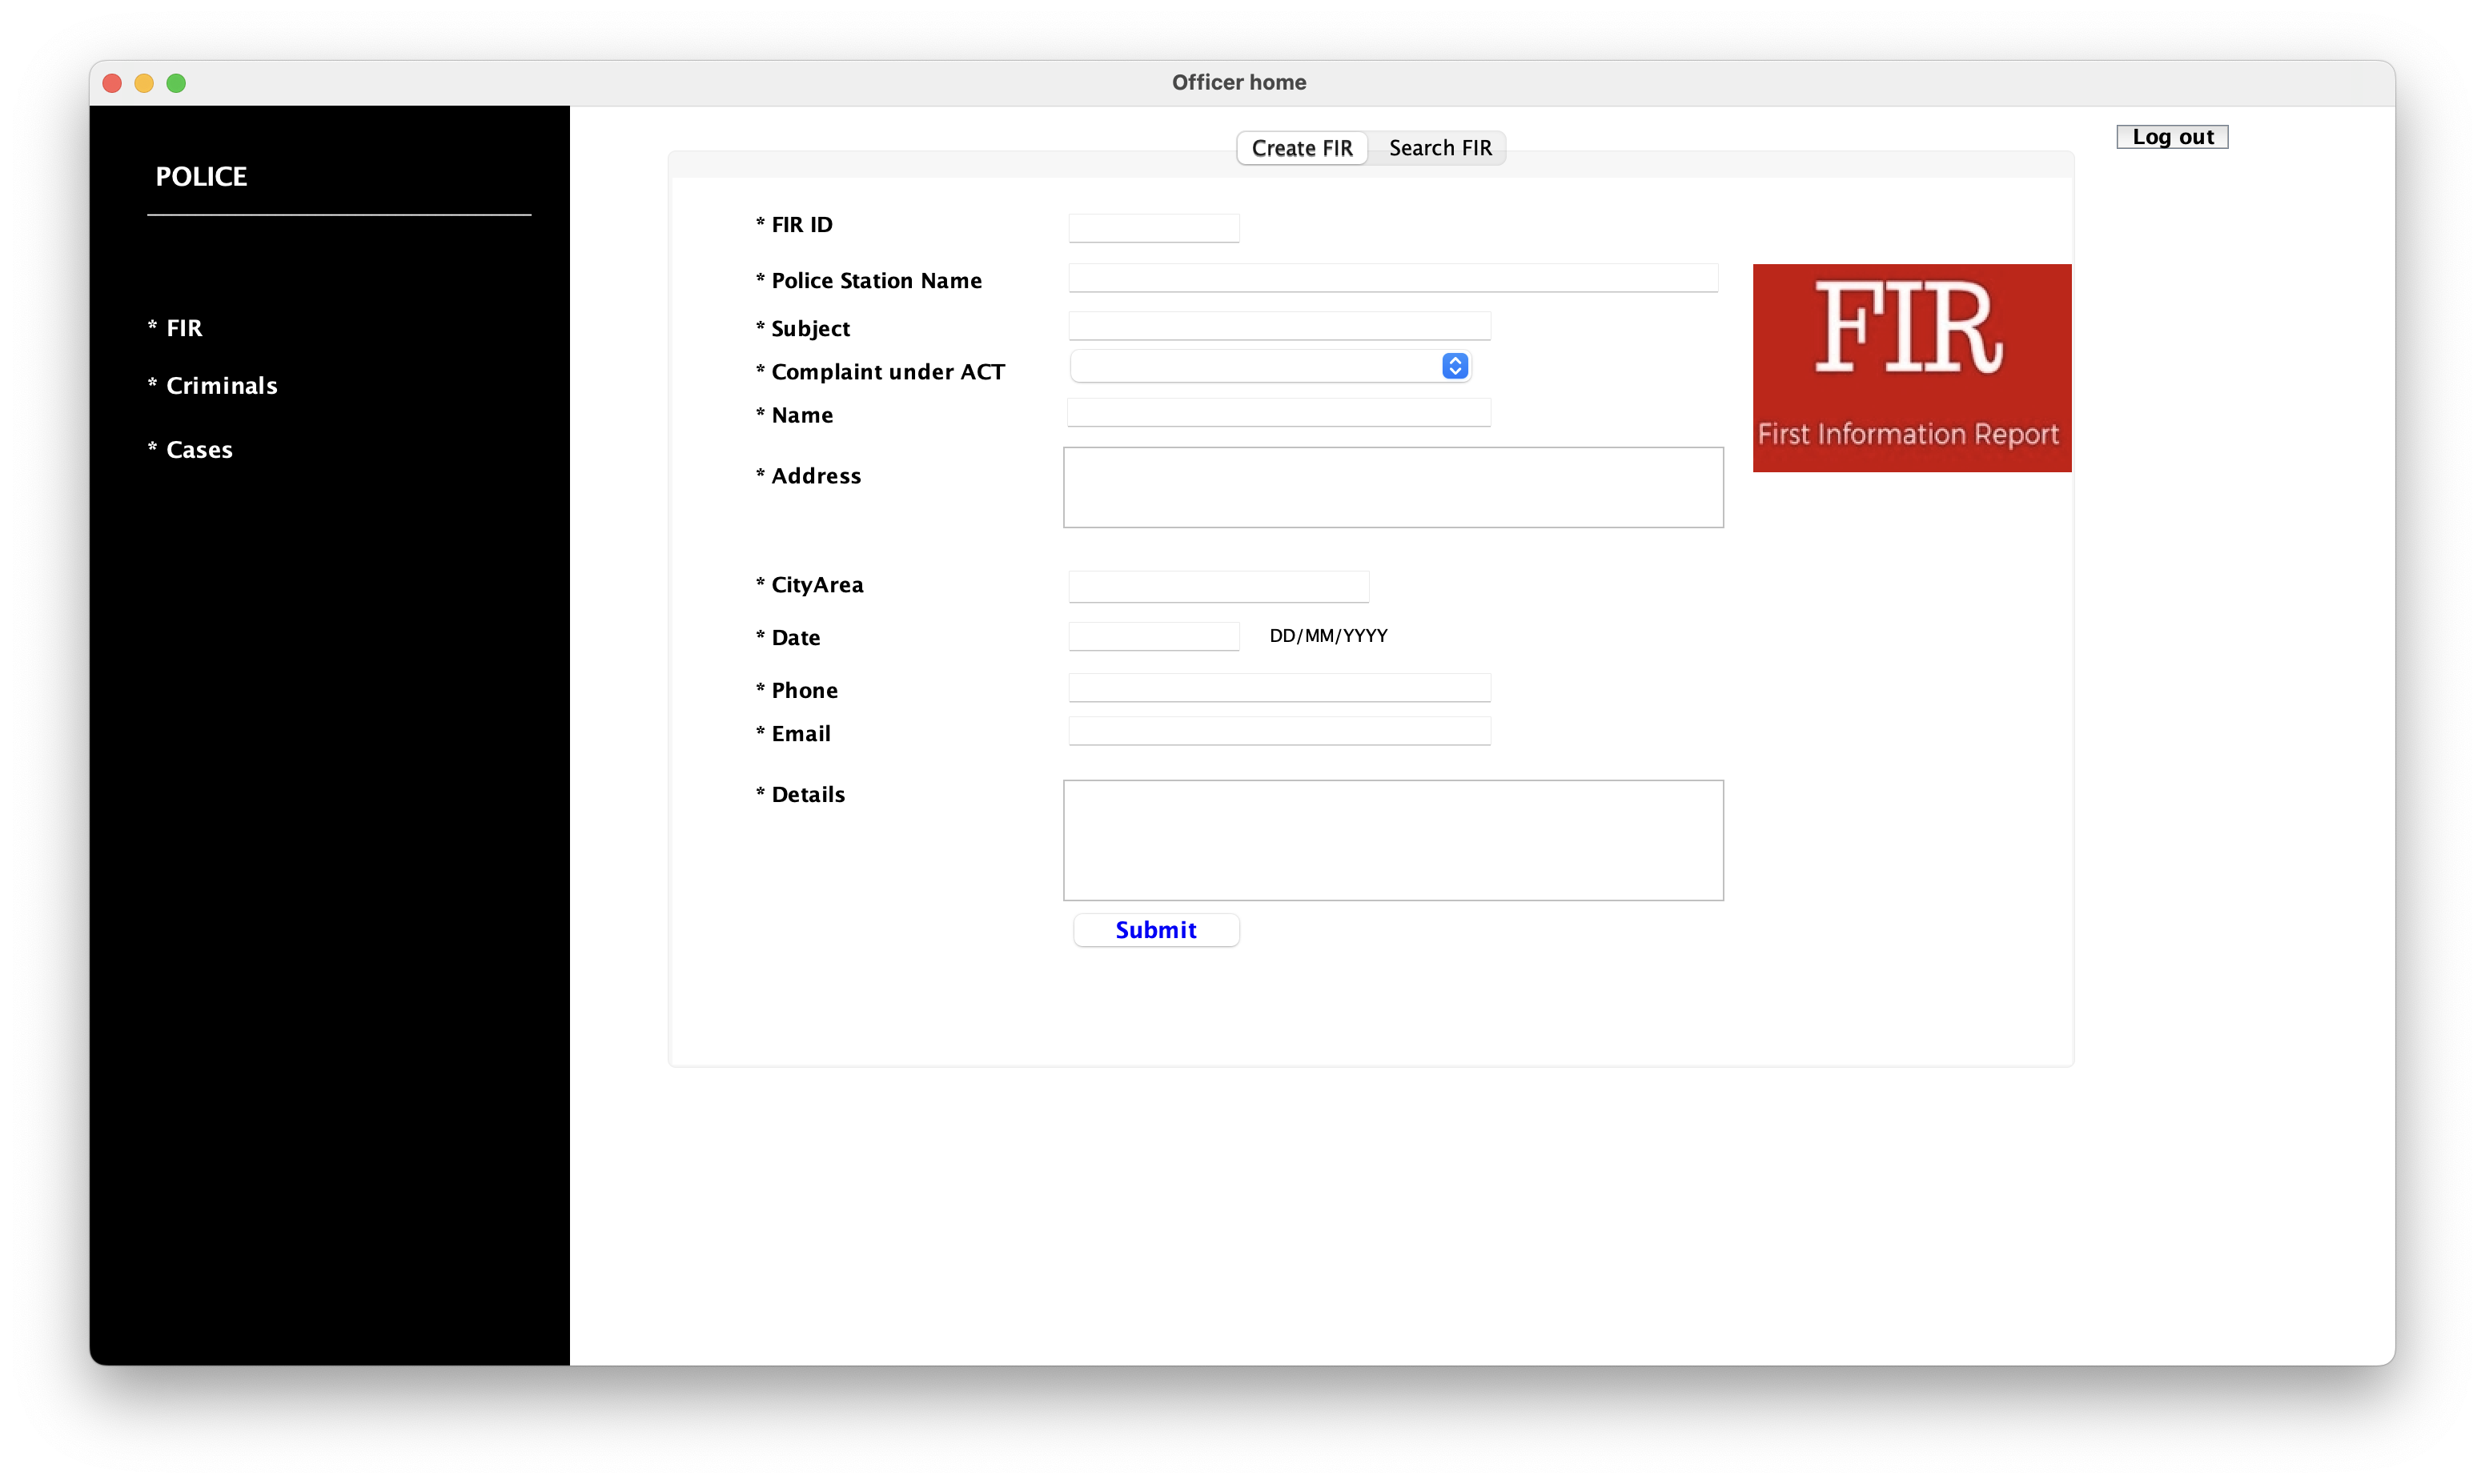 Officer home
POLICE
* FIR
* Criminals
* Cases
Create FIR
Search FIR
Log out
* FIR ID
* Police Station Name
* Subject
* Complaint under ACT
* Name
* Address
* CityArea
* Date
DD/MM/YYYY
* Phone
* Email
* Details
Submit
FIR
First Information Report